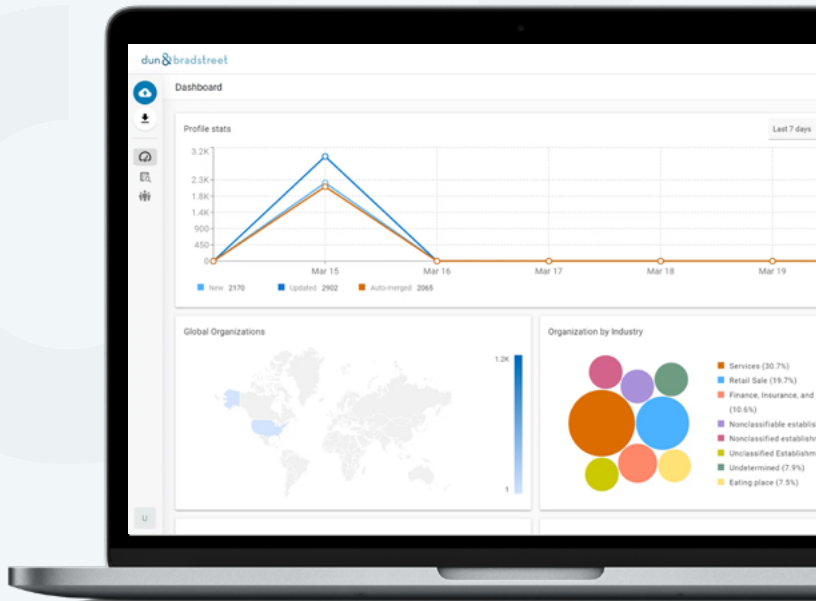 dun&bradstreet
Dashboard
Profile stats
Last 7 days
3.2K
2.3K
1.8K
1.4K
900
450
0
Mar 15
Mar 16
Mar 17
Mar 18
Mar 19
New 2170
Updated 2902
Auto-merged 2065
Global Organizations
1.2K
1
Organization by Industry
Services (30.7%)
Retail Sale (19.7%)
Finance, Insurance, and
(10.6%)
Nonclassifiable establis
Nonclassified establishm
Unclassified Establishm
Undetermined (7.9%)
Eating place (7.5%)
U